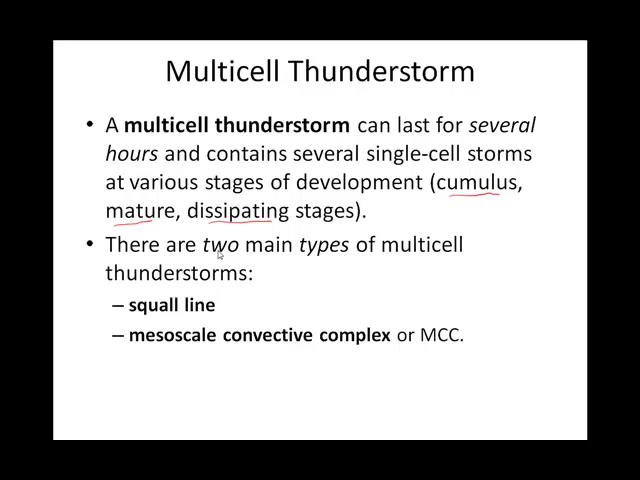 Multicell Thunderstorm
• A multicell thunderstorm can last for several
hours and contains several single-cell storms
at various stages of development (cumulus,
mature, dissipating stages).
• There are two main types of multicell
thunderstorms:
– squall line
– mesoscale convective complex or MCC.